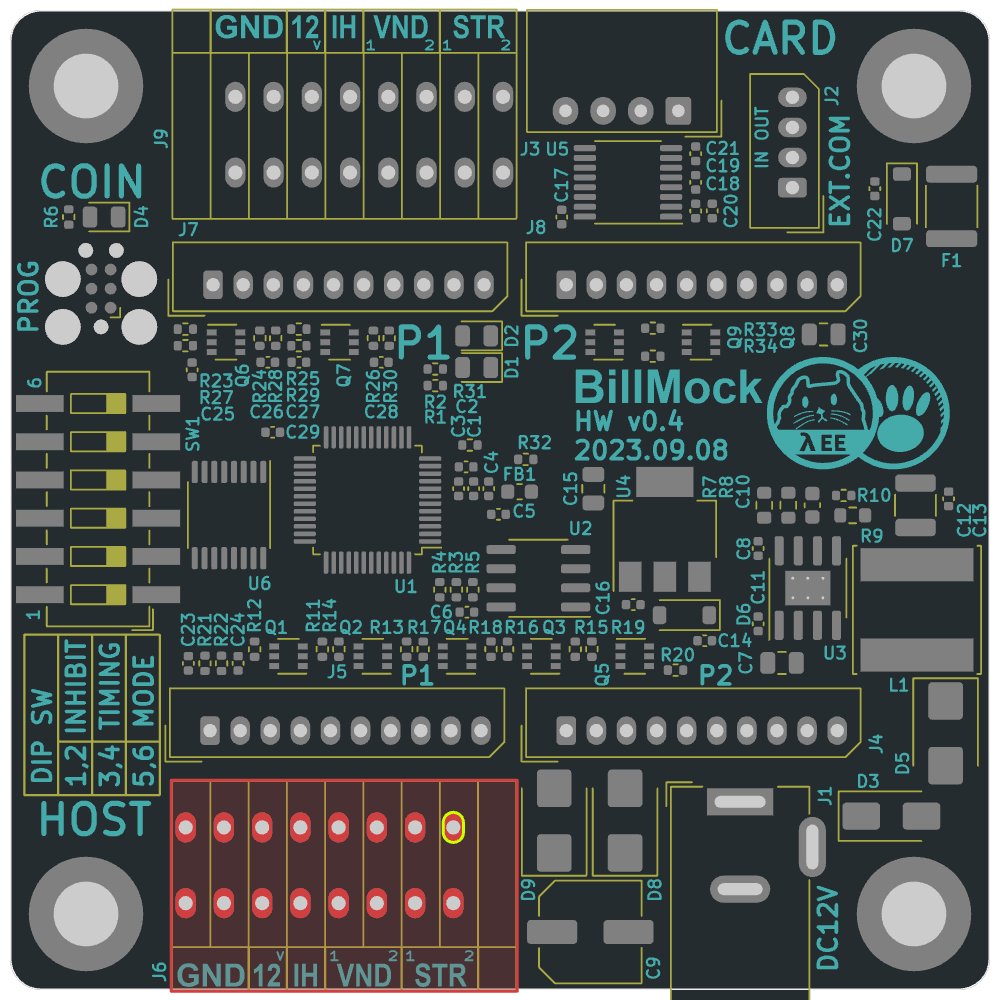 GND 12V IH VND STR
1 2 1 2
CARD
J9
J3 U5
C21
C19
C18
C20
C17
J2
IN OUT
EXT.COM
C22
D7
F1
COIN
R6
D4
PROG
J7
J8
P1
D2
D1
P2
Q9
R33
R34
Q8
C30
R23
R27
C25
Q6
R24
R28
C26
R25
R29
C27
Q7
R26
R30
C28
R31
R2
R1
C2
C3
C1
C29
BillMock
HW v0.4
2023.09.08
λ EE
6
SW1
1
R32
C4
FB1
C5
C15
U4
R7
R8
C10
R10
R9
C12
C13
U2
U6
U1
R4
R3
R5
C6
C16
C8
C11
D6
U3
C14
C7
L1
C23
R21
R22
C24
R12
Q1
R11
R14
Q2
R13
R17
Q4
R18
R16
Q3
R15
R19
Q5
R20
J5
P1
P2
J4
D5
DIP SW
1,2 INHIBIT
3,4 TIMING
5,6 MODE
HOST
J1
D3
D9
D8
C9
DC12V
J6
1 2 1 2
GND 12V IH VND STR